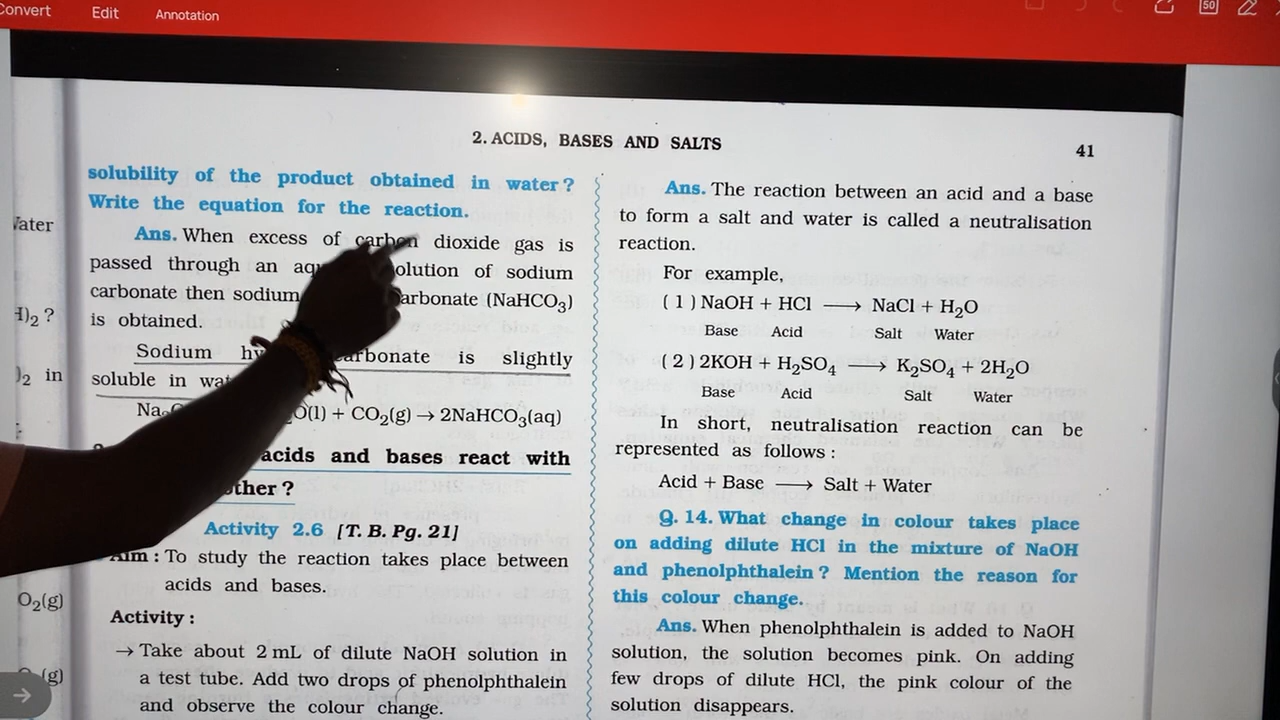 Convert Edit Annotation
50
2. ACIDS, BASES AND SALTS
41
solubility of the product obtained in water?
Write the equation for the reaction.
Ans. When excess of carbon dioxide gas is
passed through an solution of sodium
carbonate then sodium (NaHCO₃)
is obtained.
Sodium is slightly
soluble in
CO₂(g) → 2NaHCO₃(aq)
acids and bases react with
other ?
Activity 2.6 [T. B. Pg. 21]
Aim : To study the reaction takes place between
acids and bases.
Activity :
→ Take about 2 mL of dilute NaOH solution in
a test tube. Add two drops of phenolphthalein
and observe the colour change.
in
O₂(g)
(g)
Ans. The reaction between an acid and a base
to form a salt and water is called a neutralisation
reaction.
For example,
( 1 ) NaOH + HCl ⟶ NaCl + H₂O
Base Acid Salt Water
( 2 ) 2KOH + H₂SO₄ ⟶ K₂SO₄ + 2H₂O
Base Acid Salt Water
In short, neutralisation reaction can be
represented as follows :
Acid + Base ⟶ Salt + Water
Q. 14. What change in colour takes place
on adding dilute HCl in the mixture of NaOH
and phenolphthalein ? Mention the reason for
this colour change.
Ans. When phenolphthalein is added to NaOH
solution, the solution becomes pink. On adding
few drops of dilute HCl, the pink colour of the
solution disappears.